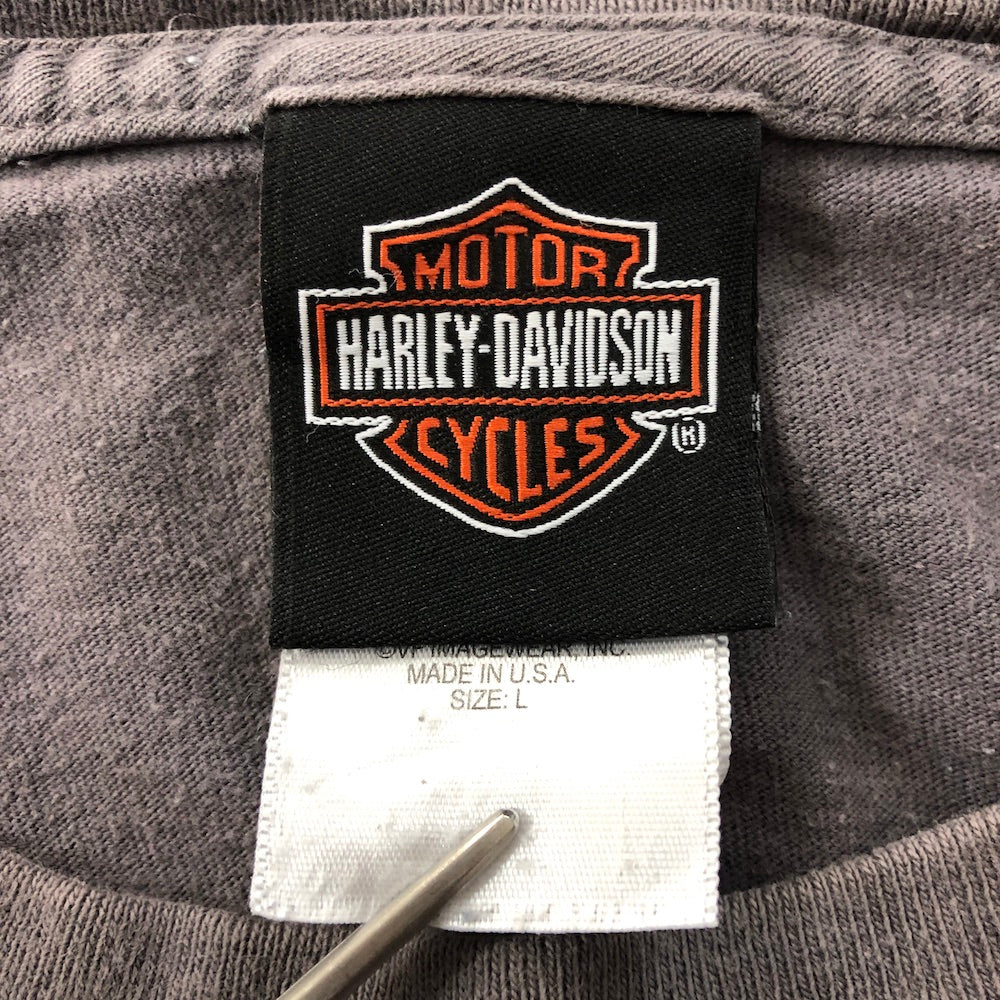 MOTOR
HARLEY-DAVIDSON
CYCLES
®
©VF IMAGEWEAR, INC.
MADE IN U.S.A.
SIZE: L